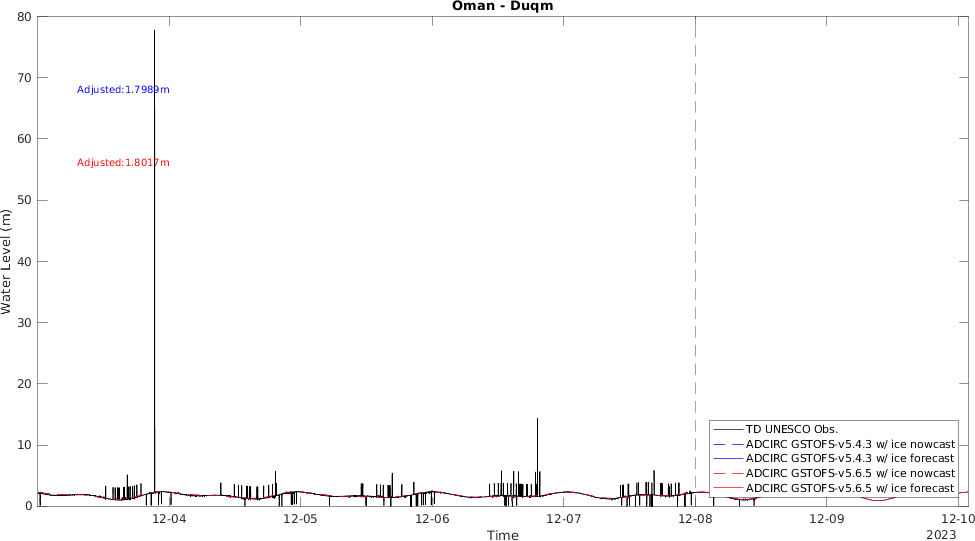 Oman - Duqm
80
70
60
50
40
30
20
10
0
Water Level (m)
Adjusted:1.7989m
Adjusted:1.8017m
TD UNESCO Obs.
ADCIRC GSTOFS-v5.4.3 w/ ice nowcast
ADCIRC GSTOFS-v5.4.3 w/ ice forecast
ADCIRC GSTOFS-v5.6.5 w/ ice nowcast
ADCIRC GSTOFS-v5.6.5 w/ ice forecast
12-04
12-05
12-06
12-07
12-08
12-09
12-10
Time
2023